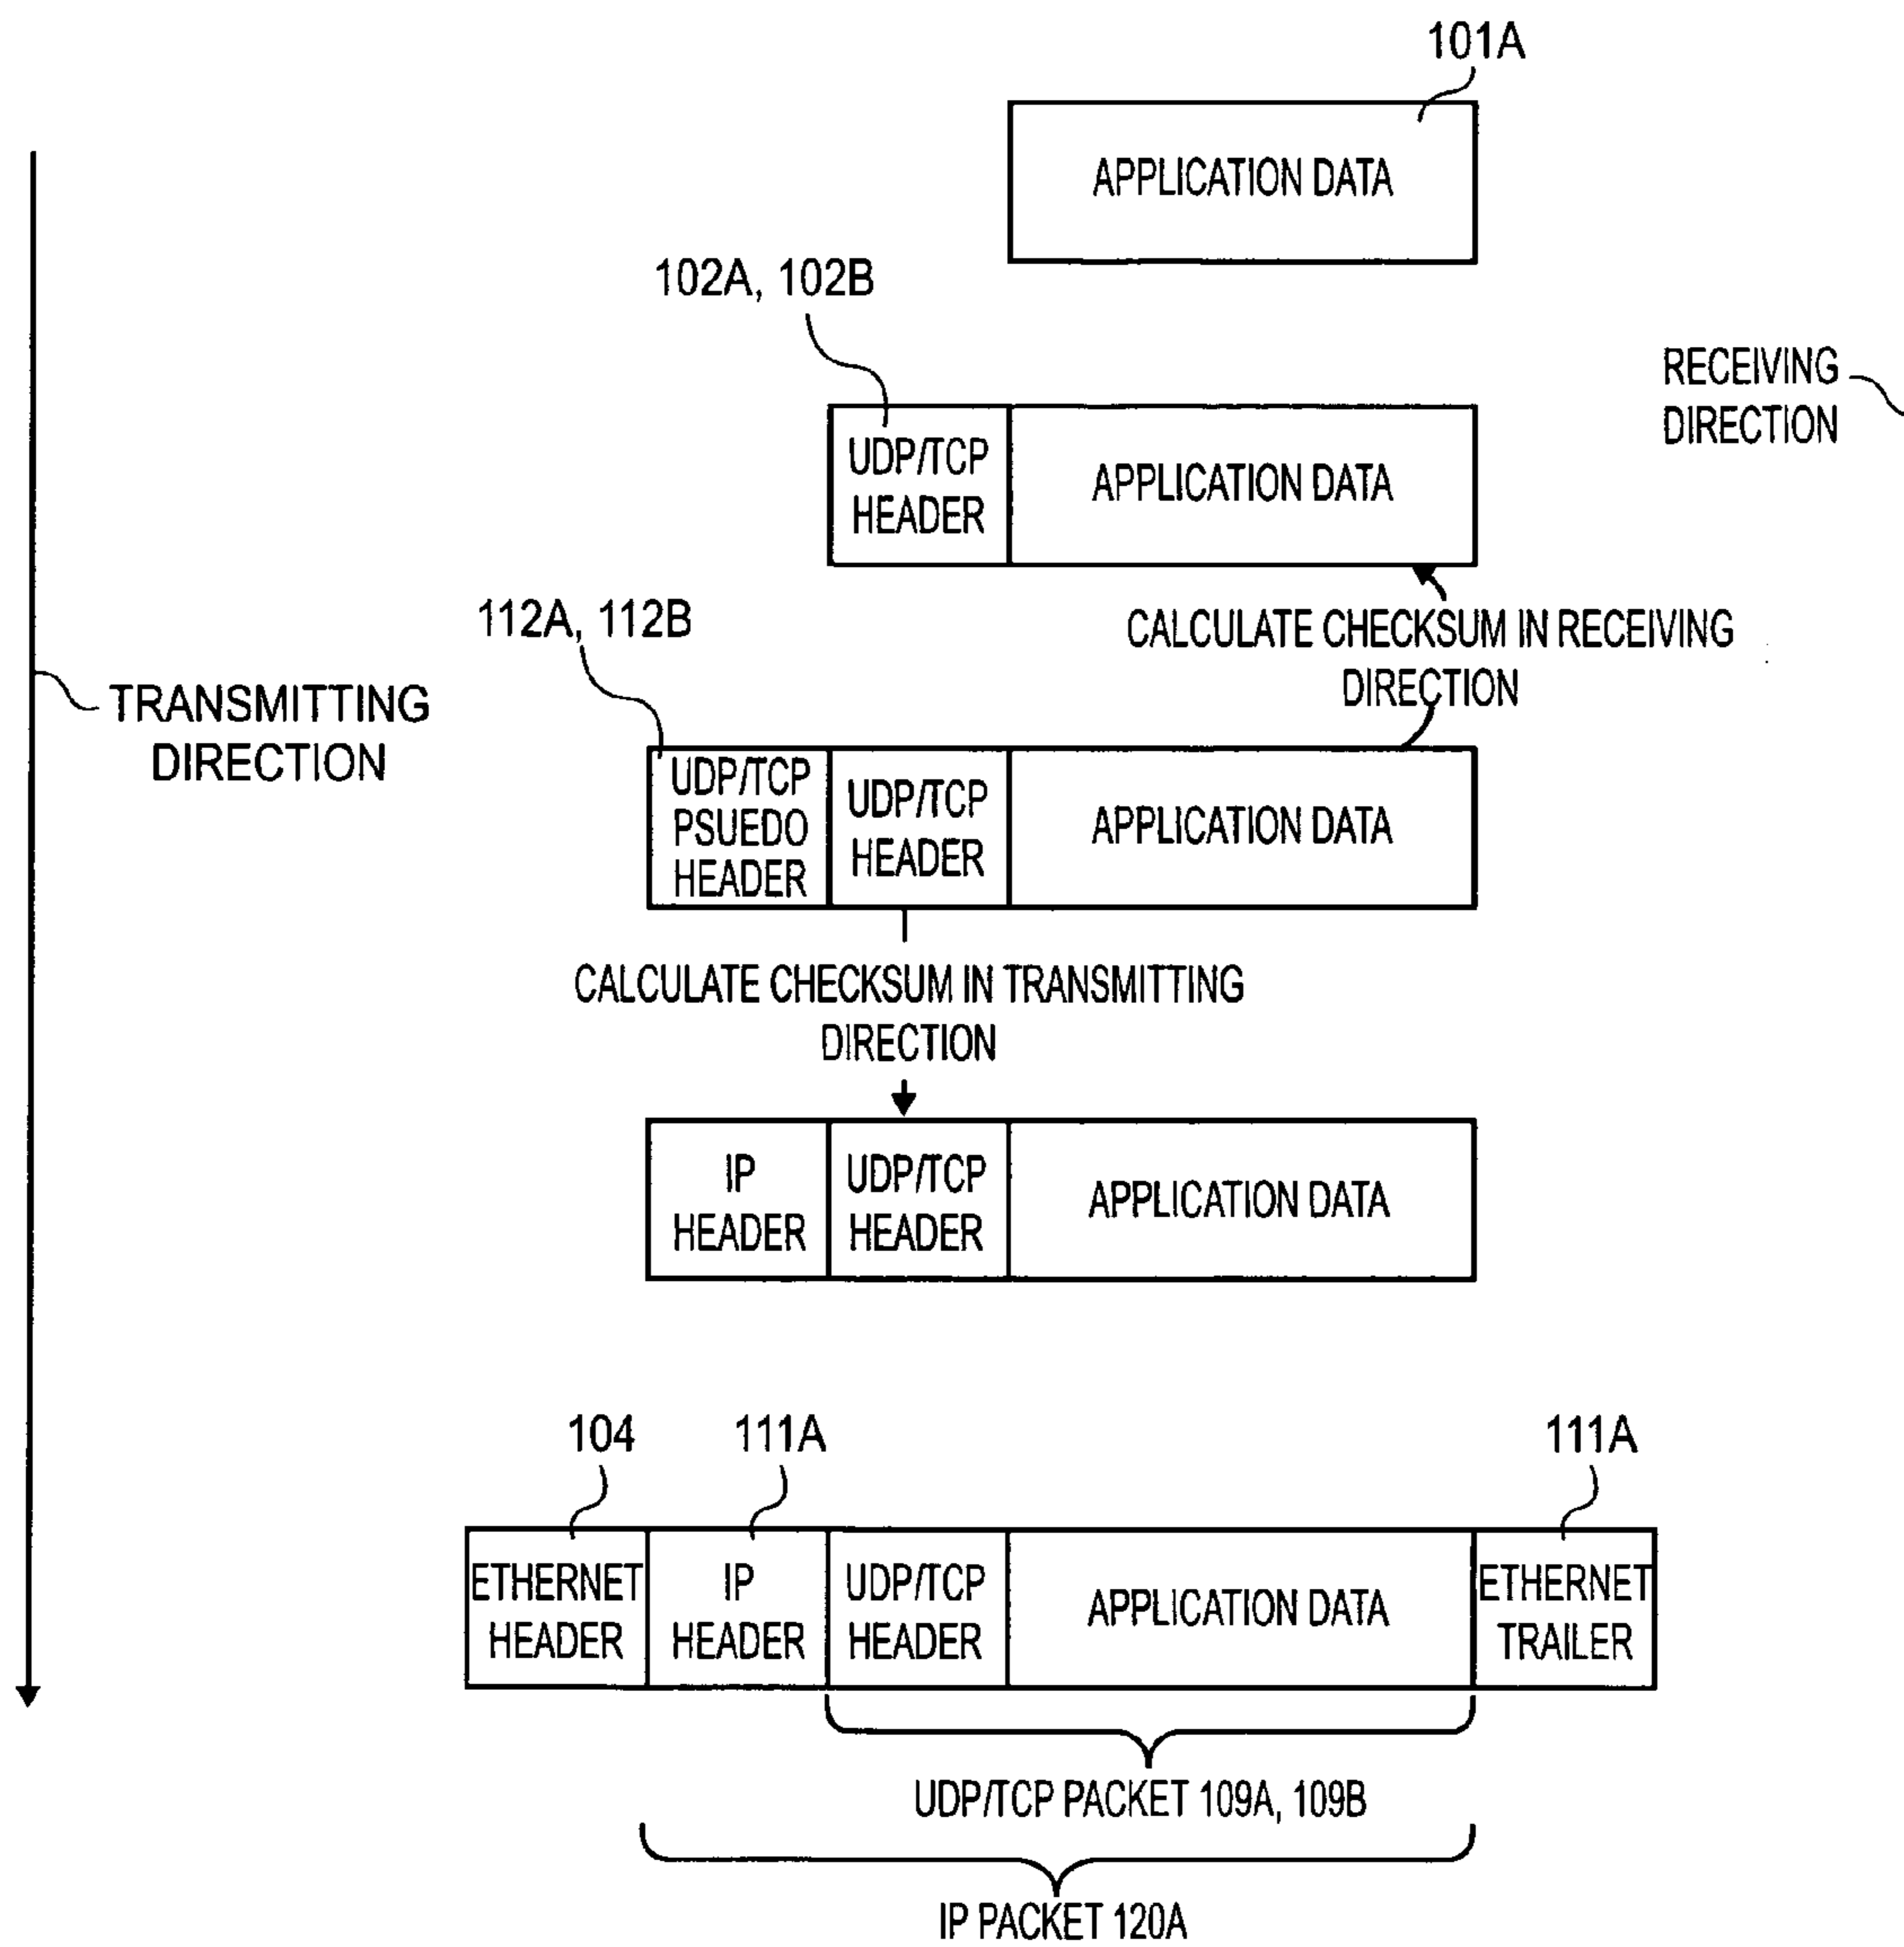 101A
APPLICATION DATA
102A, 102B
RECEIVING
DIRECTION
UDP/TCP
HEADER
APPLICATION DATA
112A, 112B
CALCULATE CHECKSUM IN RECEIVING
DIRECTION
TRANSMITTING
DIRECTION
UDP/TCP
PSUEDO
HEADER
UDP/TCP
HEADER
APPLICATION DATA
CALCULATE CHECKSUM IN TRANSMITTING
DIRECTION
IP
HEADER
UDP/TCP
HEADER
APPLICATION DATA
104
111A
111A
ETHERNET
HEADER
IP
HEADER
UDP/TCP
HEADER
APPLICATION DATA
ETHERNET
TRAILER
UDP/TCP PACKET 109A, 109B
IP PACKET 120A